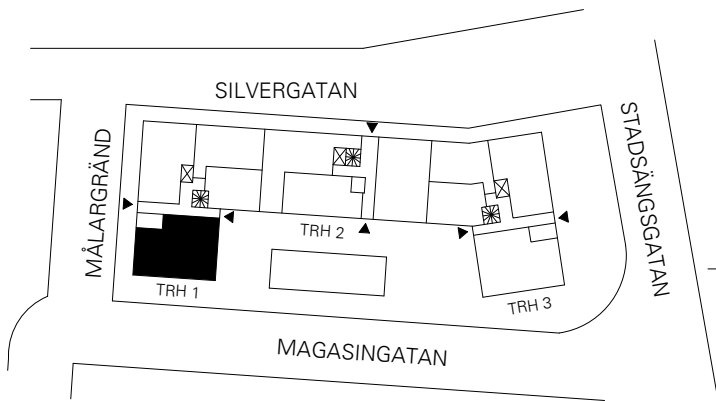 SILVERGATAN
STADSÄNGSGATAN
MÅLARGRÄND
TRH 2
TRH 1
TRH 3
MAGASINGATAN